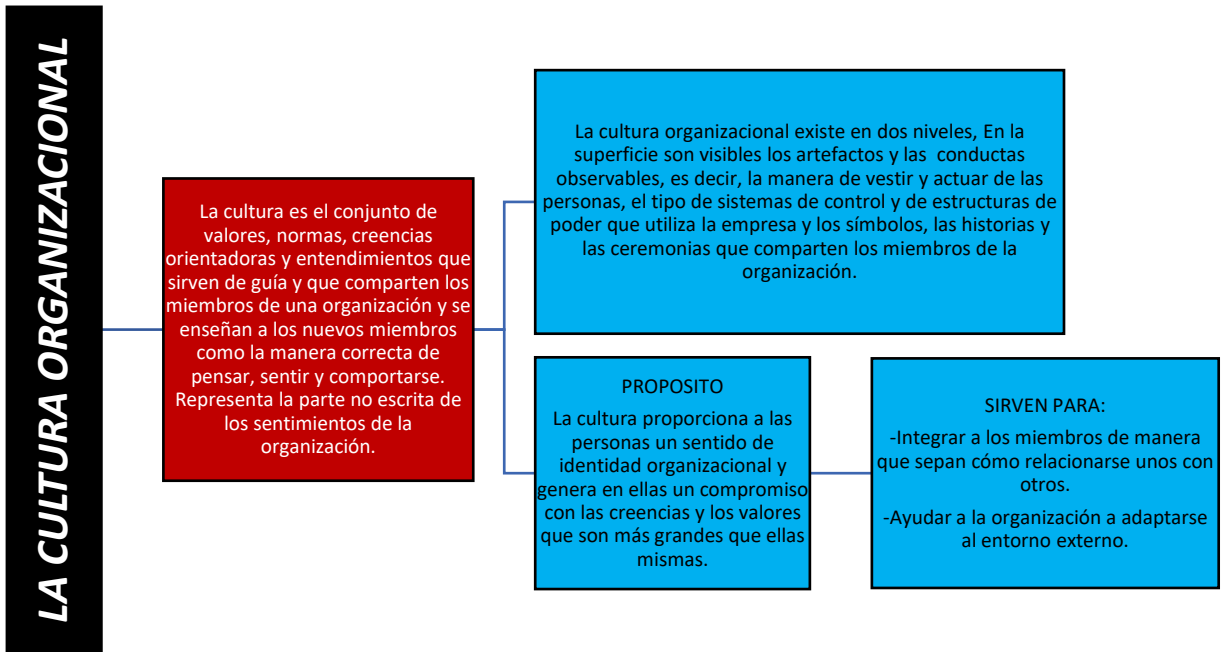 LA CULTURA ORGANIZACIONAL
La cultura es el conjunto de
valores, normas, creencias
orientadoras y entendimientos que
sirven de guía y que comparten los
miembros de una organización y se
enseñan a los nuevos miembros
como la manera correcta de
pensar, sentir y comportarse.
Representa la parte no escrita de
los sentimientos de la
organización.
La cultura organizacional existe en dos niveles, En la
superficie son visibles los artefactos y las  conductas
observables, es decir, la manera de vestir y actuar de las
personas, el tipo de sistemas de control y de estructuras de
poder que utiliza la empresa y los símbolos, las historias y
las ceremonias que comparten los miembros de la
organización.
PROPOSITO
La cultura proporciona a las
personas un sentido de
identidad organizacional y
genera en ellas un compromiso
con las creencias y los valores
que son más grandes que ellas
mismas.
SIRVEN PARA:
-Integrar a los miembros de manera
que sepan cómo relacionarse unos con
otros.
-Ayudar a la organización a adaptarse
al entorno externo.